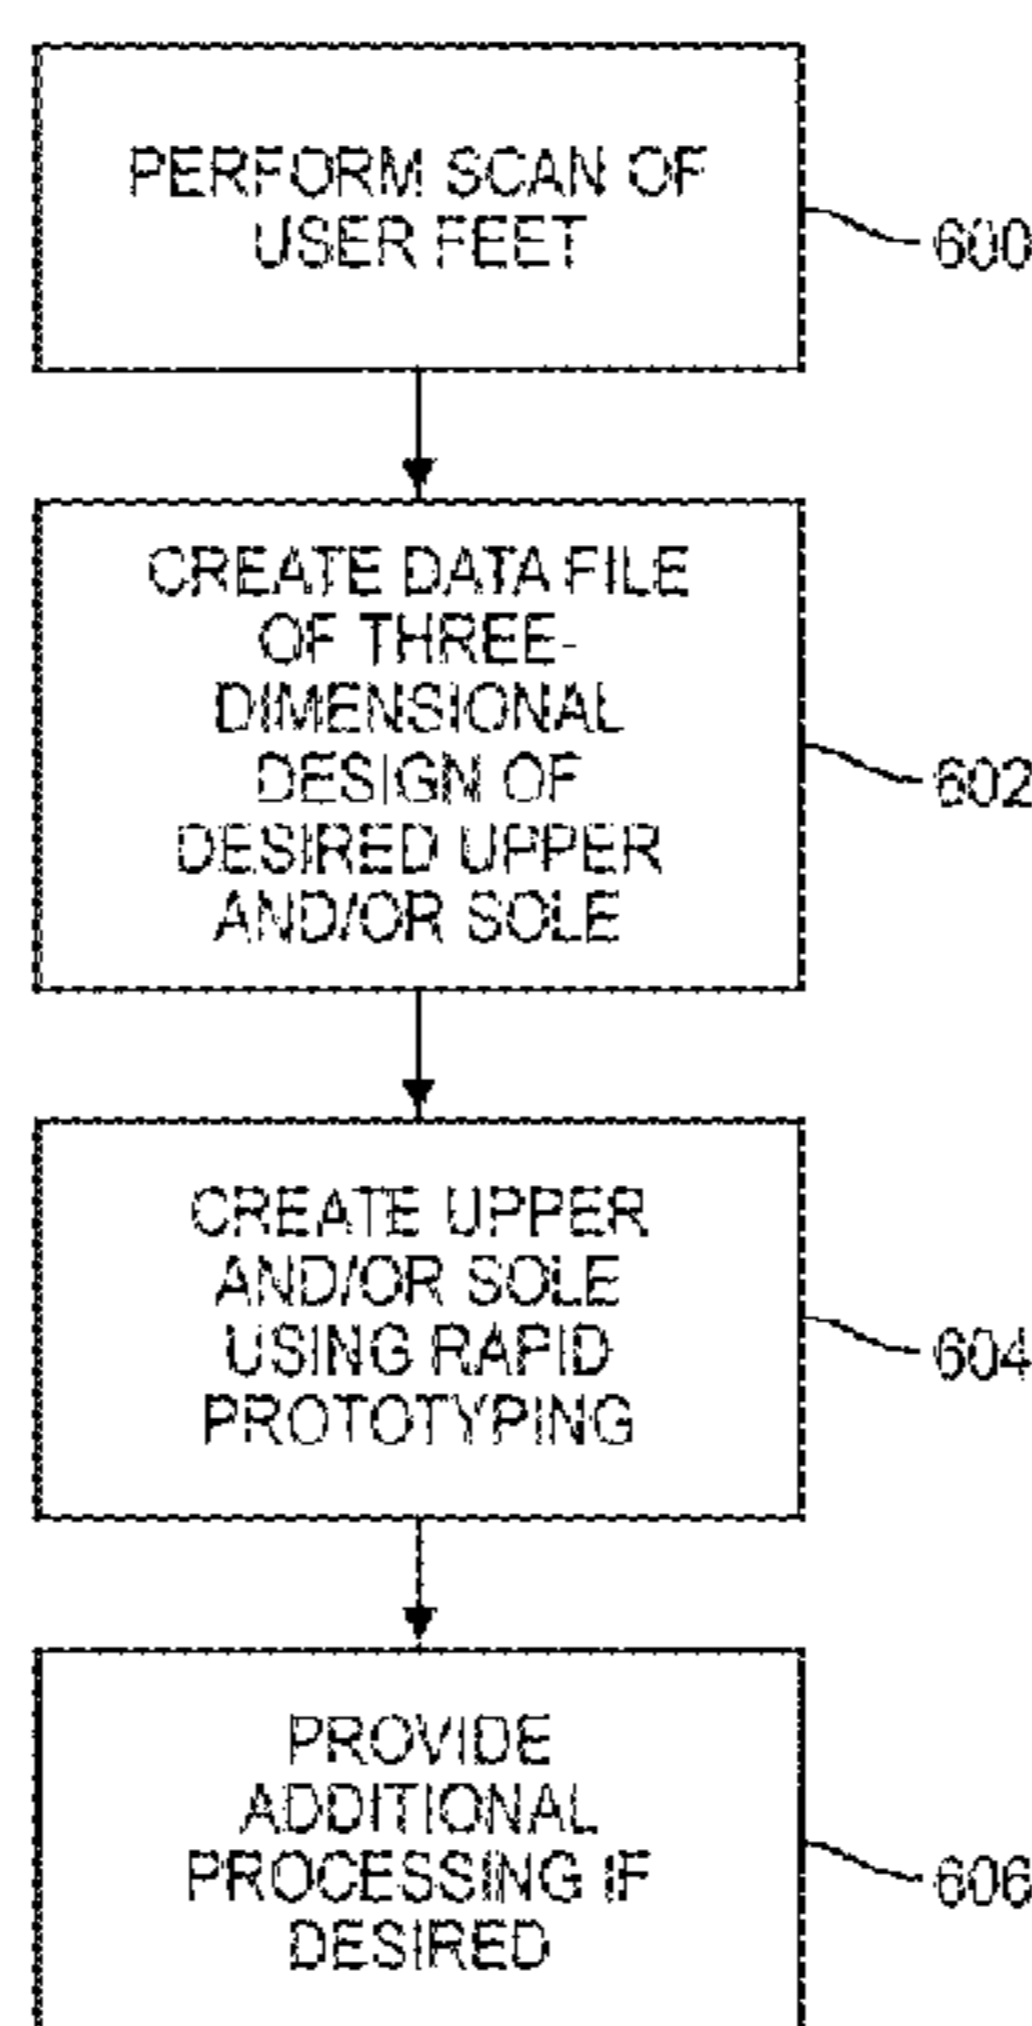 PERFORM SCAN OF
USER FEET
600
CREATE DATA FILE
OF THREE-
DIMENSIONAL
DESIGN OF
DESIRED UPPER
AND/OR SOLE
602
CREATE UPPER
AND/OR SOLE
USING RAPID
PROTOTYPING
604
PROVIDE
ADDITIONAL
PROCESSING IF
DESIRED
606